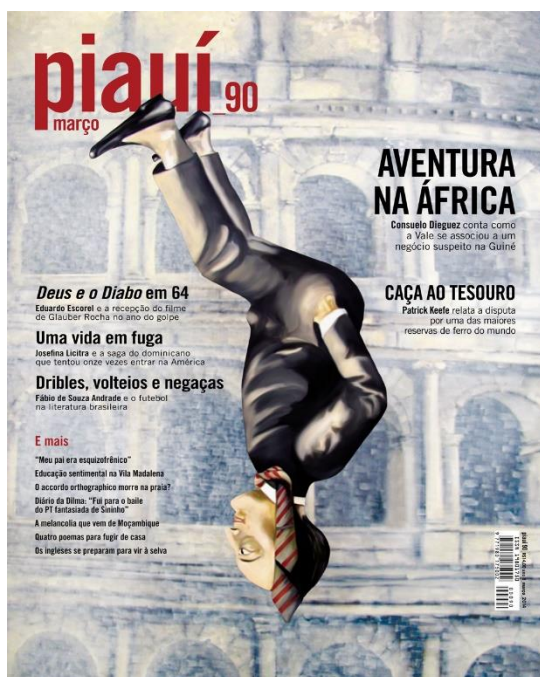 piauí_90
março
AVENTURA
NA ÁFRICA
Consuelo Dieguez conta como
a Vale se associou a um
negócio suspeito na Guiné
Deus e o Diabo em 64
Eduardo Escorel e a recepção do filme
de Glauber Rocha no ano do golpe
Uma vida em fuga
Josefina Licitra e a saga do dominicano
que tentou onze vezes entrar na América
Dribles, volteios e negaças
Fábio de Souza Andrade e o futebol
na literatura brasileira
CAÇA AO TESOURO
Patrick Keefe relata a disputa
por uma das maiores
reservas de ferro do mundo
E mais
"Meu pai era esquizofrênico"
Educação sentimental na Vila Madalena
O accordo orthographico morre na praia?
Diário da Dilma: "Fui para o baile
do PT fantasiada de Sininho"
A melancolia que vem de Moçambique
Quatro poemas para fugir de casa
Os ingleses se preparam para vir à selva